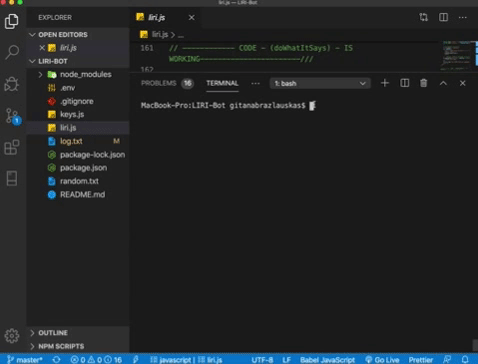 liri.js — LIRI-Bot
EXPLORER
OPEN EDITORS
liri.js
LIRI-BOT
node_modules
.env
.gitignore
keys.js
liri.js
log.txt M
package-lock.json
package.json
random.txt
README.md
OUTLINE
NPM SCRIPTS
liri.js
liri.js > ...
161 // ------------ CODE - (doWhatItSays) - IS
WORKING-----------------------///
162
PROBLEMS 16 TERMINAL ... 1: bash
MacBook-Pro:LIRI-Bot gitanabrazlauskas$
1
master* 0 0 16 javascript | liri.js UTF-8 LF Babel JavaScript Go Live Prettier